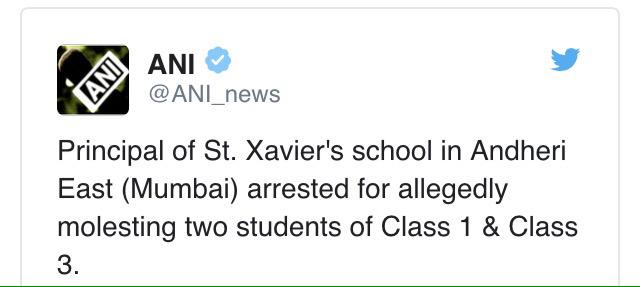 ANI
ANI
@ANI_news
Principal of St. Xavier's school in Andheri
East (Mumbai) arrested for allegedly
molesting two students of Class 1 & Class
3.